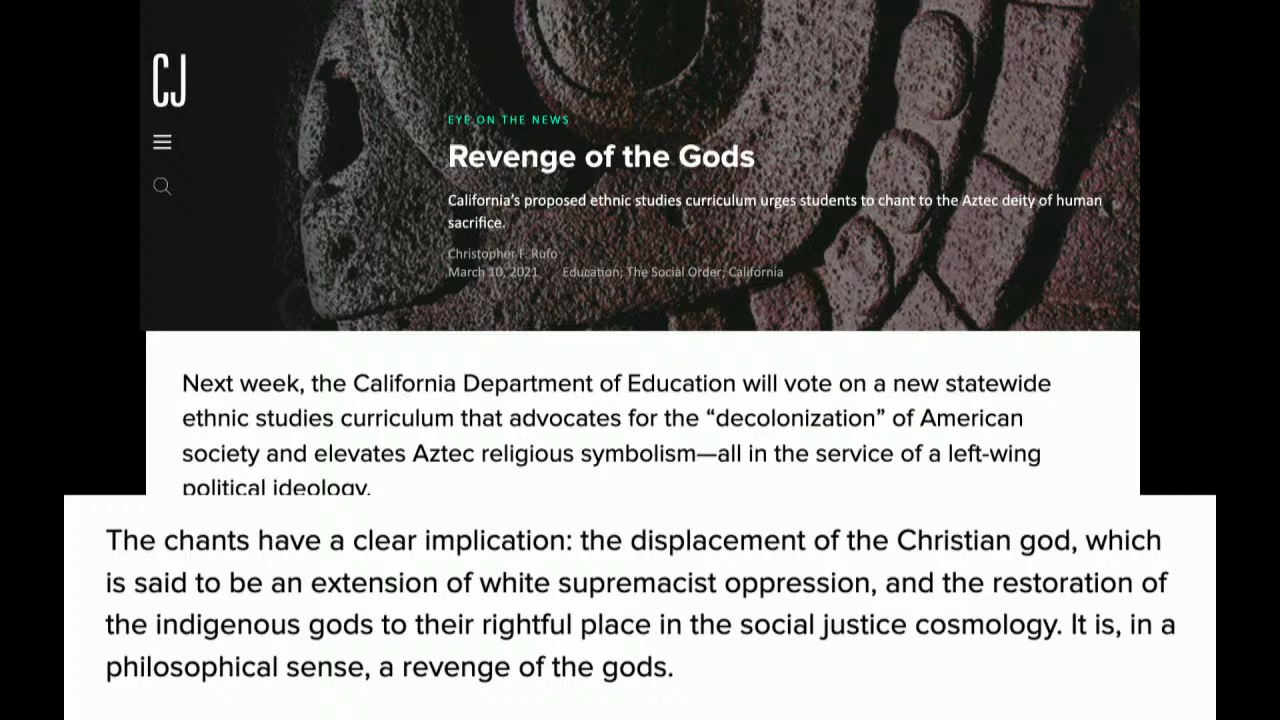 CJ
EYE ON THE NEWS
Revenge of the Gods
California's proposed ethnic studies curriculum urges students to chant to the Aztec deity of human
sacrifice.
Christopher F. Rufo
March 10, 2021 Education; The Social Order; California
Next week, the California Department of Education will vote on a new statewide
ethnic studies curriculum that advocates for the “decolonization” of American
society and elevates Aztec religious symbolism—all in the service of a left-wing
political ideology.
The chants have a clear implication: the displacement of the Christian god, which
is said to be an extension of white supremacist oppression, and the restoration of
the indigenous gods to their rightful place in the social justice cosmology. It is, in a
philosophical sense, a revenge of the gods.